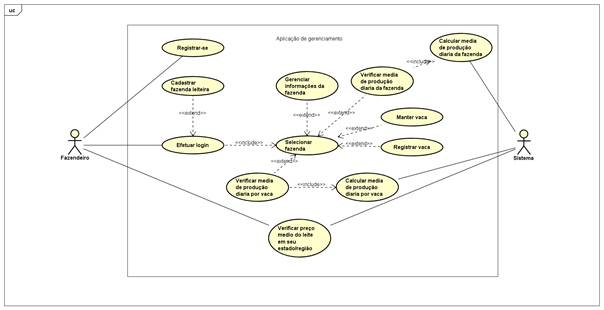 uc
Aplicação de gerenciamento
Calcular media
de produção
diaria da fazenda
Registrar-se
<<include>>
Cadastrar
fazenda leiteira
Gerenciar
informações da
fazenda
Verificar media
de produção
diaria da fazenda
<<extend>>
<<extend>>
<<extend>>
Manter vaca
<<extend>>
Fazendeiro
Efetuar login
<<include>>
Selecionar
fazenda
<<extend>>
Registrar vaca
Sistema
<<extend>>
Verificar media
de produção
diaria por vaca
<<include>>
Calcular media
de produção
diaria por vaca
Verificar preço
medio do leite
em seu
estado/região